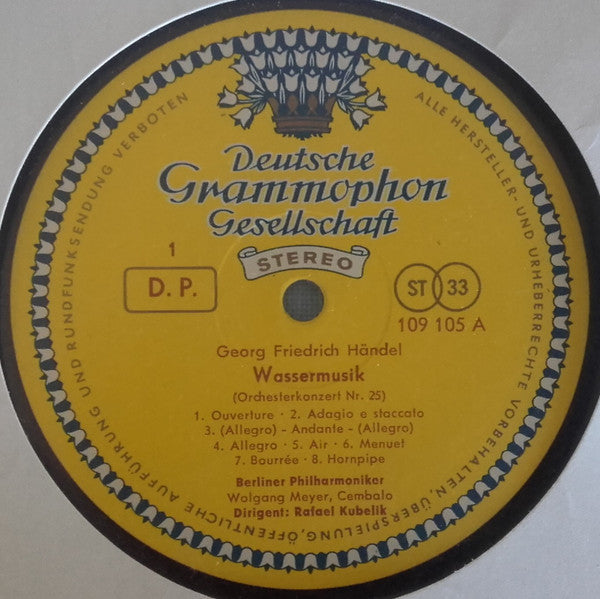 Deutsche
Grammophon
Gesellschaft
STEREO
1
D. P.
ST 33
109 105 A
Georg Friedrich Händel
Wassermusik
(Orchesterkonzert Nr. 25)
1. Ouverture · 2. Adagio e staccato
3. (Allegro) - Andante - (Allegro)
4. Allegro · 5. Air · 6. Menuet
7. Bourrée · 8. Hornpipe
Berliner Philharmoniker
Wolfgang Meyer, Cembalo
Dirigent: Rafael Kubelik
ALLE HERSTELLER- UND URHEBERRECHTE VORBEHALTEN, ÜBERSPIELUNG, ÖFFENTLICHE AUFFÜHRUNG UND RUNDFUNKSENDUNG VERBOTEN